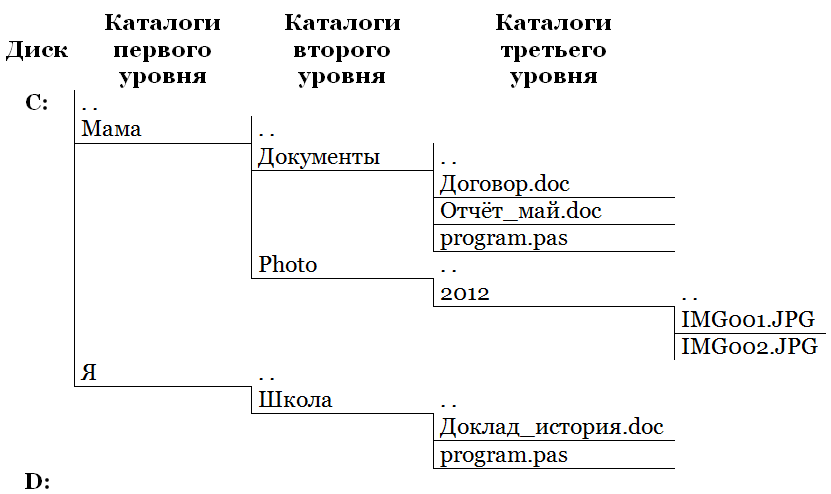 Диск
Каталоги первого уровня
Каталоги второго уровня
Каталоги третьего уровня
C:
. .
Мама
. .
Документы
. .
Договор.doc
Отчёт_май.doc
program.pas
Photo
. .
2012
. .
IMG001.JPG
IMG002.JPG
Я
. .
Школа
. .
Доклад_история.doc
program.pas
D: